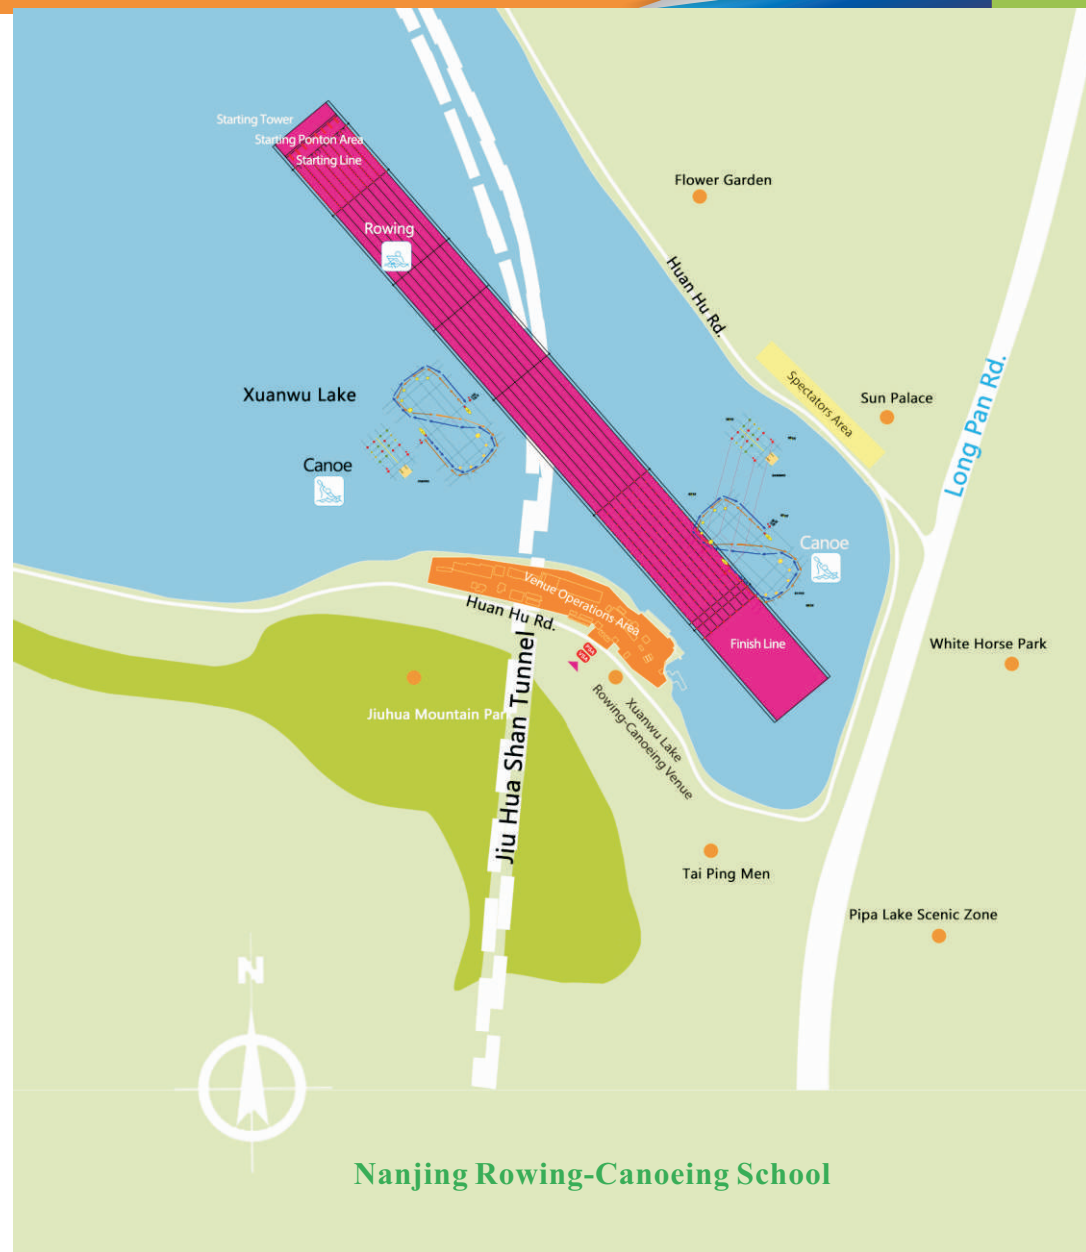 Starting Tower
Starting Ponton Area
Starting Line
Flower Garden
Rowing
Huan Hu Rd.
Long Pan Rd.
Spectators Area
Sun Palace
Xuanwu Lake
Canoe
Canoe
Venue Operations Area
Huan Hu Rd.
Finish Line
White Horse Park
Jiuhua Mountain Par
Jiu Hua Shan Tunnel
Xuanwu Lake
Rowing-Canoeing Venue
Tai Ping Men
Pipa Lake Scenic Zone
N
Nanjing Rowing-Canoeing School